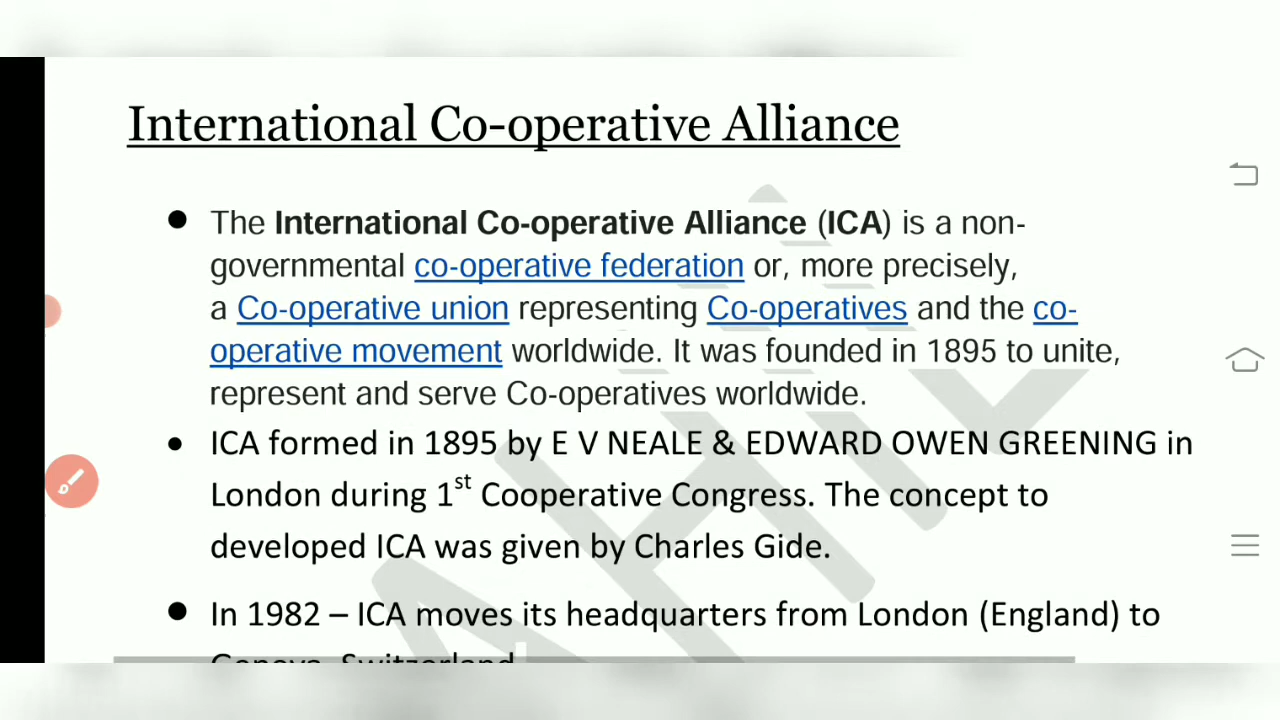 International Co-operative Alliance
● The International Co-operative Alliance (ICA) is a non-
governmental co-operative federation or, more precisely,
a Co-operative union representing Co-operatives and the co-
operative movement worldwide. It was founded in 1895 to unite,
represent and serve Co-operatives worldwide.
● ICA formed in 1895 by E V NEALE & EDWARD OWEN GREENING in
London during 1st Cooperative Congress. The concept to
developed ICA was given by Charles Gide.
● In 1982 – ICA moves its headquarters from London (England) to
Geneva, Switzerland